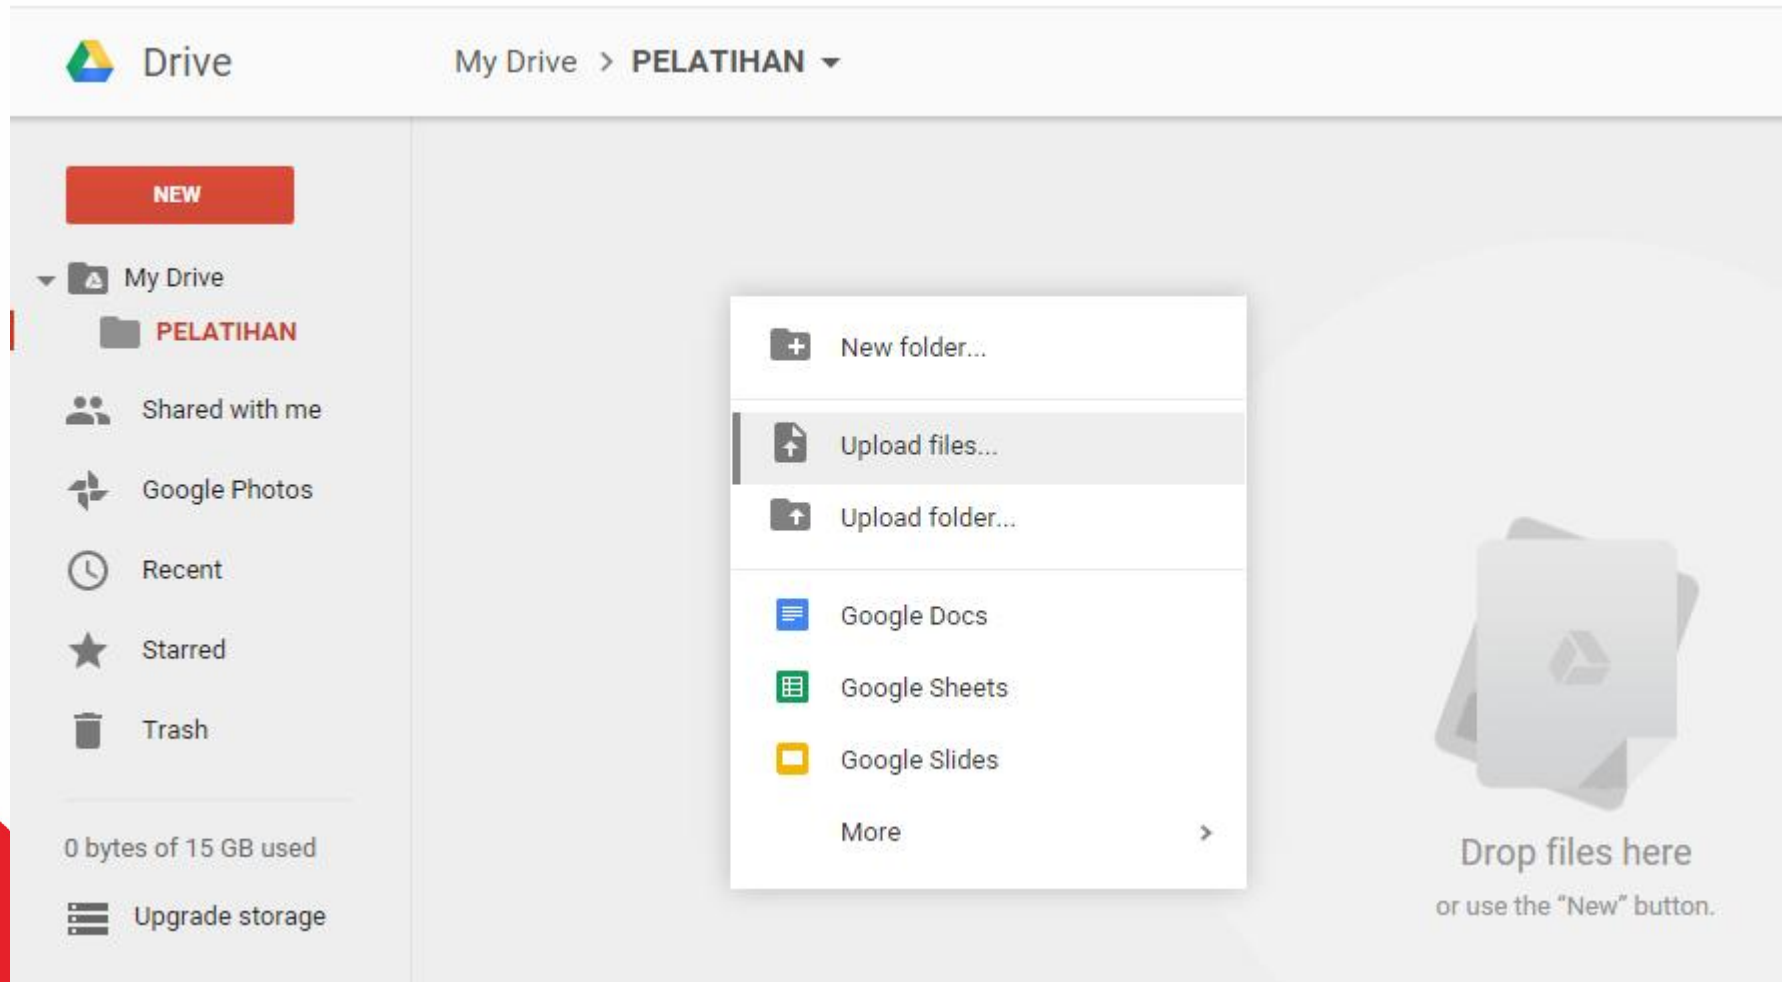 Drive
My Drive > PELATIHAN
NEW
My Drive
PELATIHAN
Shared with me
Google Photos
Recent
Starred
Trash
0 bytes of 15 GB used
Upgrade storage
New folder...
Upload files...
Upload folder...
Google Docs
Google Sheets
Google Slides
More >
Drop files here
or use the “New” button.